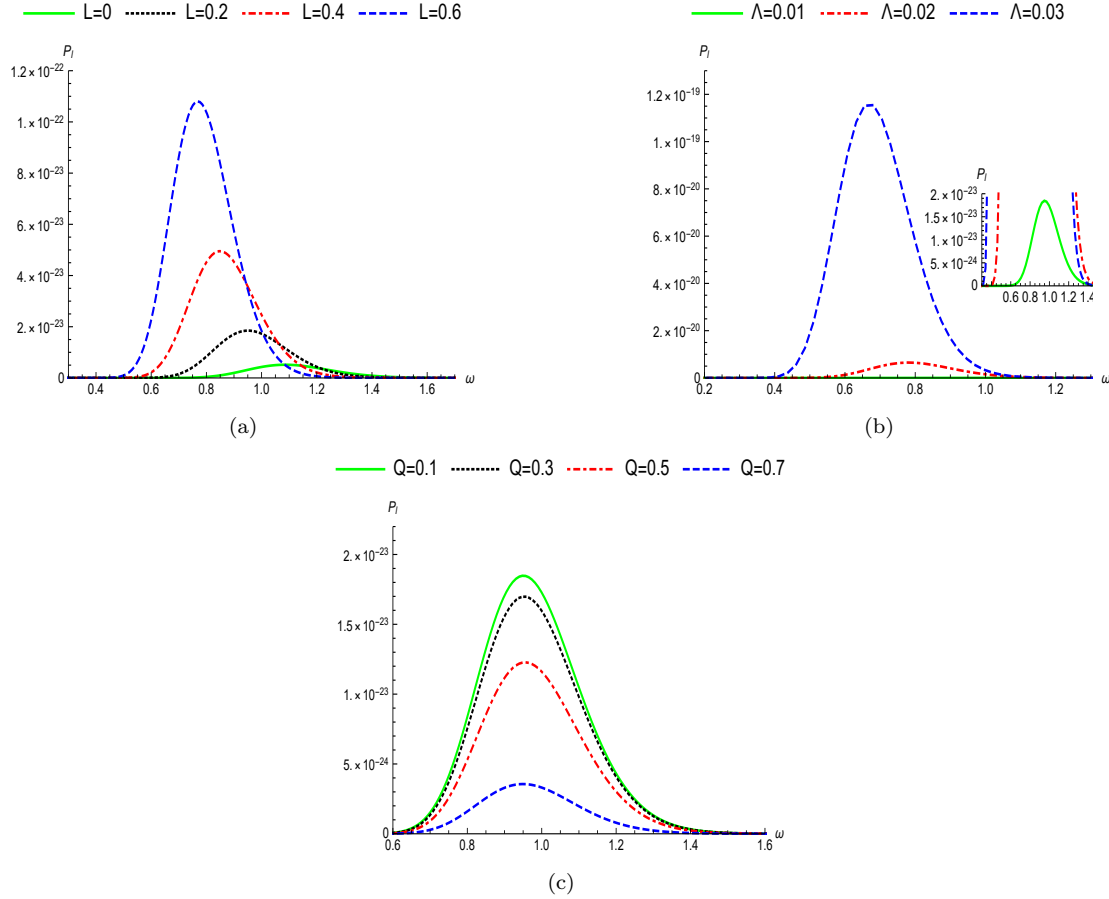 L=0 L=0.2 L=0.4 L=0.6
Pl
1.2×10−22
1.×10−22
8.×10−23
6.×10−23
4.×10−23
2.×10−23
0
0.4 0.6 0.8 1.0 1.2 1.4 1.6 ω
(a)
Λ=0.01 Λ=0.02 Λ=0.03
Pl
1.2×10−19
1.×10−19
8.×10−20
6.×10−20
4.×10−20
2.×10−20
0
0.2 0.4 0.6 0.8 1.0 1.2 ω
Pl
2.×10−23
1.5×10−23
1.×10−23
5.×10−24
0
0.6 0.8 1.0 1.2 1.4
(b)
Q=0.1 Q=0.3 Q=0.5 Q=0.7
Pl
2.×10−23
1.5×10−23
1.×10−23
5.×10−24
0
0.6 0.8 1.0 1.2 1.4 1.6 ω
(c)